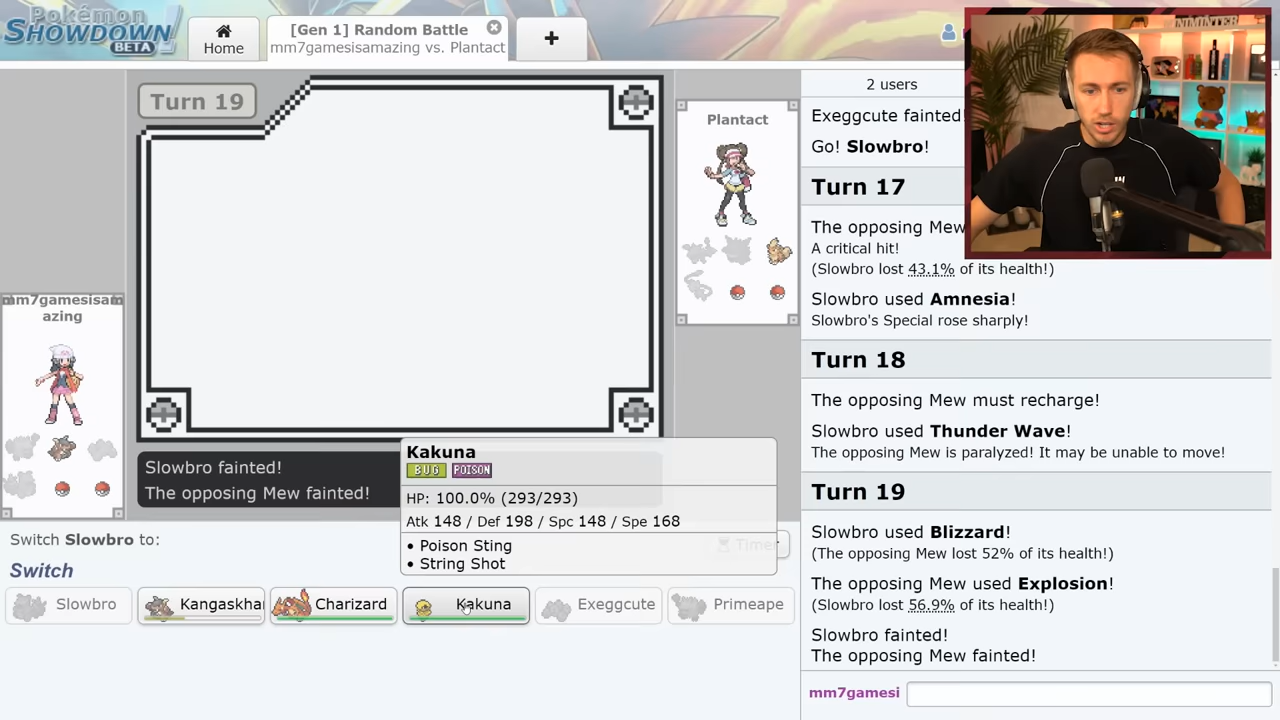 Pokémon
SHOWDOWN
BETA
Home
[Gen 1] Random Battle
mm7gamesisamazing vs. Plantact
+
MINIMINTER
Turn 19
Plantact
mm7gamesisam
azing
Slowbro fainted!
The opposing Mew fainted!
Kakuna
BUG POISON
HP: 100.0% (293/293)
Atk 148 / Def 198 / Spc 148 / Spe 168
• Poison Sting
• String Shot
Timer
Switch Slowbro to:
Switch
Slowbro
Kangaskhan
Charizard
Kakuna
Exeggcute
Primeape
2 users
Exeggcute fainted!
Go! Slowbro!
Turn 17
The opposing Mew
A critical hit!
(Slowbro lost 43.1% of its health!)
Slowbro used Amnesia!
Slowbro's Special rose sharply!
Turn 18
The opposing Mew must recharge!
Slowbro used Thunder Wave!
The opposing Mew is paralyzed! It may be unable to move!
Turn 19
Slowbro used Blizzard!
(The opposing Mew lost 52% of its health!)
The opposing Mew used Explosion!
(Slowbro lost 56.9% of its health!)
Slowbro fainted!
The opposing Mew fainted!
mm7gamesi